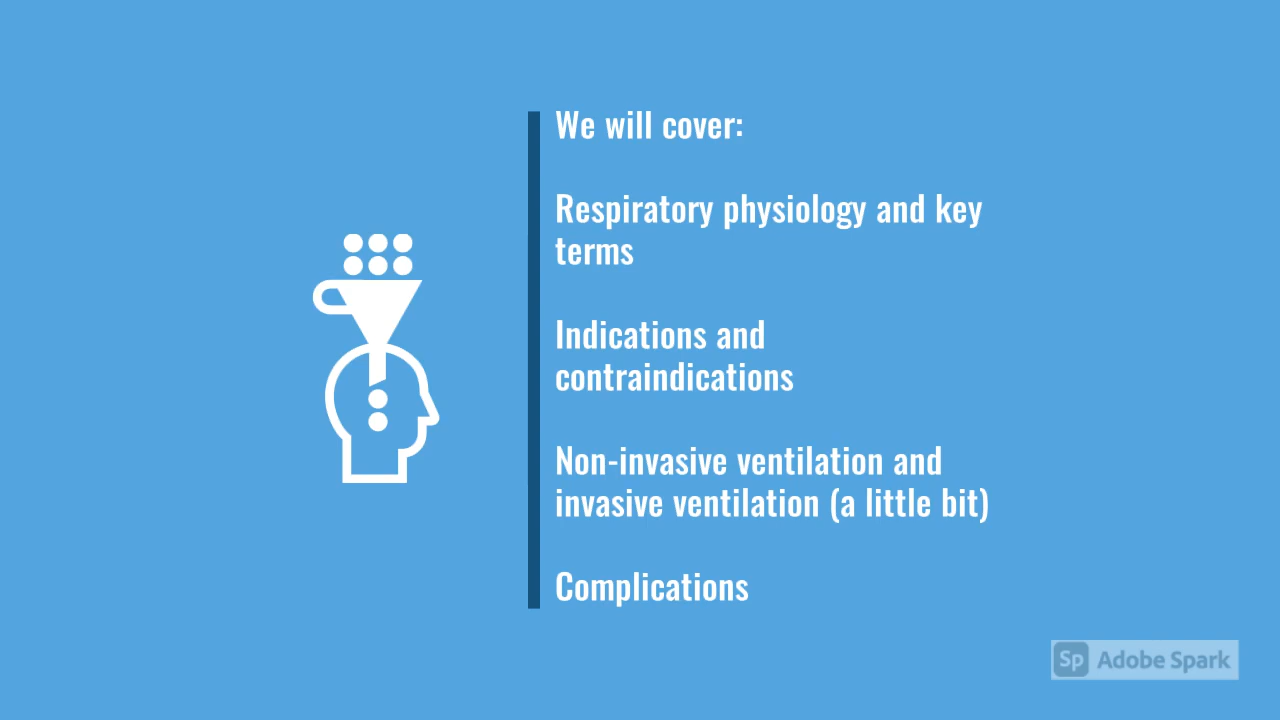 We will cover:
Respiratory physiology and key
terms
Indications and
contraindications
Non-invasive ventilation and
invasive ventilation (a little bit)
Complications
Sp Adobe Spark